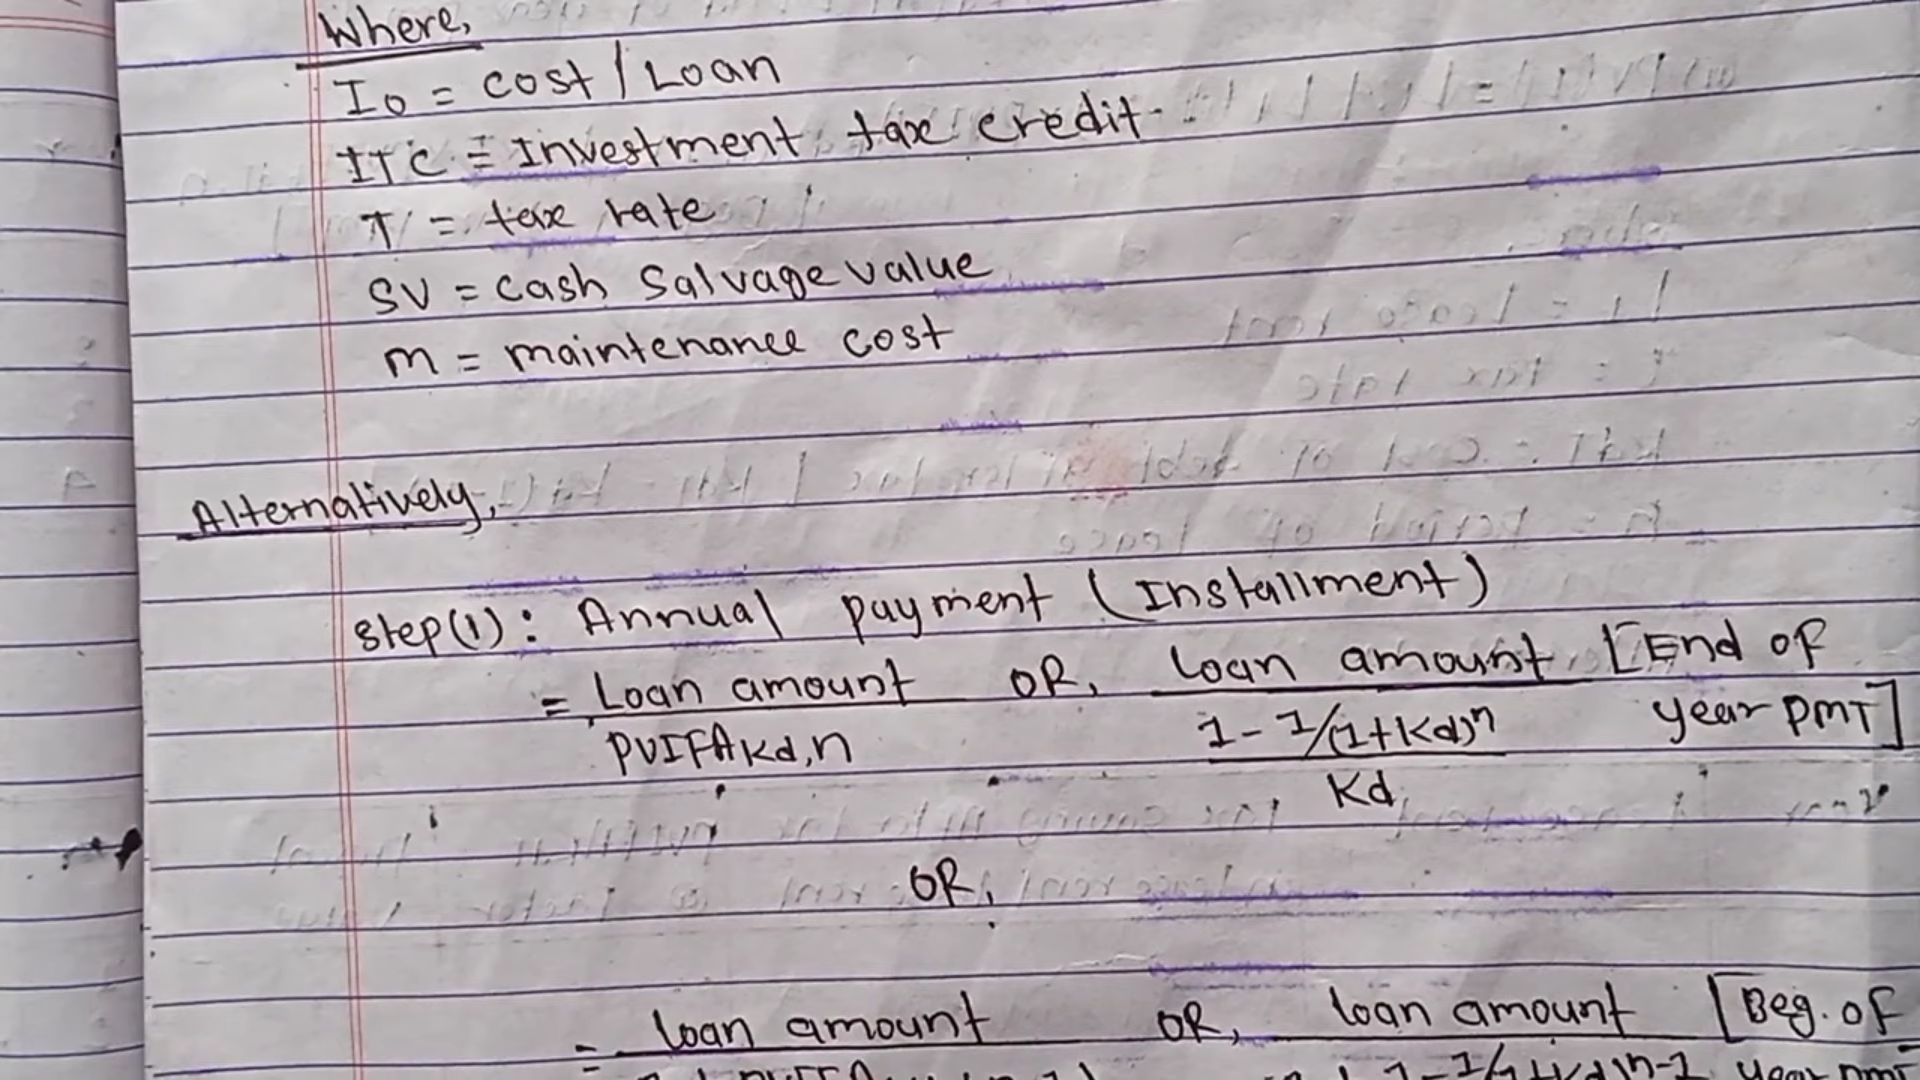 Where,
I0 = cost / Loan
ITC = Investment tax credit
T = tax rate
SV = cash Salvage value
m = maintenance cost
Alternatively,
Step(1): Annual payment (Installment)
= Loan amount OR, loan amount [End of
PVIFAKd,n 1-1/(1+Kd)^n year PMT]
Kd
OR,
= loan amount OR, loan amount [Beg. of